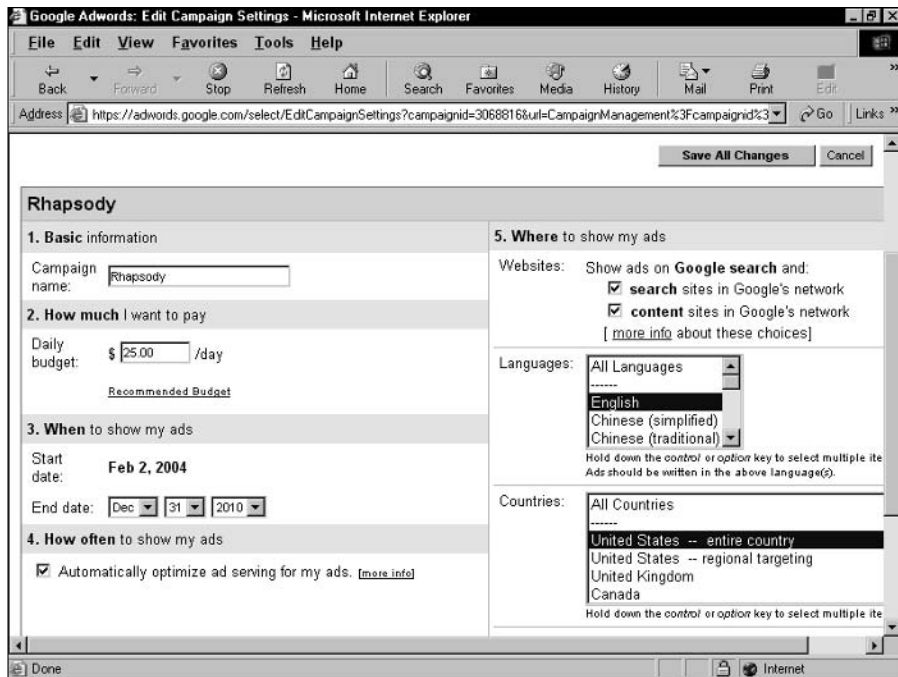 Google Adwords: Edit Campaign Settings - Microsoft Internet Explorer
File Edit View Favorites Tools Help
Back Forward Stop Refresh Home Search Favorites Media History Mail Print Edit
Address https://adwords.google.com/select/EditCampaignSettings?campaignid=3068816&url=CampaignManagement%3Fcampaignid%3 Go Links
Save All Changes Cancel
Rhapsody
1. Basic information
Campaign name: Rhapsody
2. How much I want to pay
Daily budget: $ 25.00 /day
Recommended Budget
3. When to show my ads
Start date: Feb 2, 2004
End date: Dec 31 2010
4. How often to show my ads
Automatically optimize ad serving for my ads. [more info]
5. Where to show my ads
Websites: Show ads on Google search and:
search sites in Google's network
content sites in Google's network
[ more info about these choices]
Languages: All Languages
------
English
Chinese (simplified)
Chinese (traditional)
Hold down the control or option key to select multiple ite
Ads should be written in the above language(s).
Countries: All Countries
------
United States -- entire country
United States -- regional targeting
United Kingdom
Canada
Hold down the control or option key to select multiple ite
Done Internet